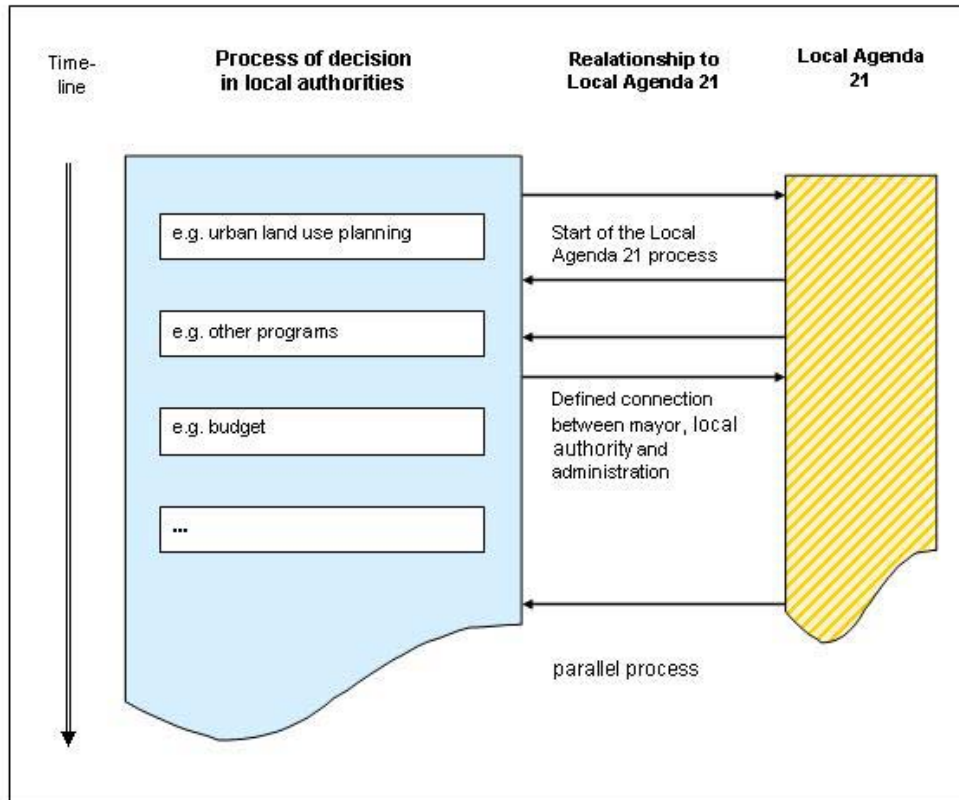 Time-
line
Process of decision
in local authorities
Realationship to
Local Agenda 21
Local Agenda
21
e.g. urban land use planning
Start of the Local
Agenda 21 process
e.g. other programs
Defined connection
between mayor, local
authority and
administration
e.g. budget
...
parallel process